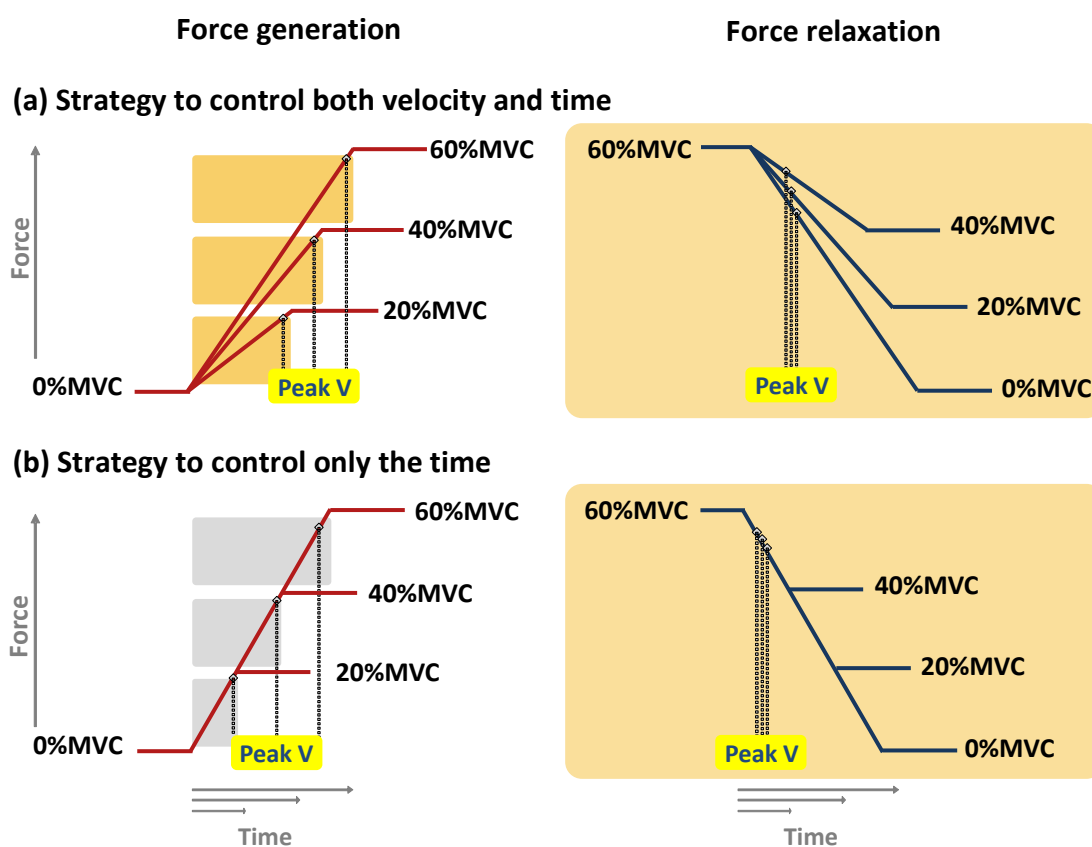 Force generation
Force relaxation
(a) Strategy to control both velocity and time
Force
60%MVC
40%MVC
20%MVC
0%MVC
Peak V
60%MVC
40%MVC
20%MVC
0%MVC
Peak V
(b) Strategy to control only the time
Force
60%MVC
40%MVC
20%MVC
0%MVC
Peak V
Time
60%MVC
40%MVC
20%MVC
0%MVC
Peak V
Time